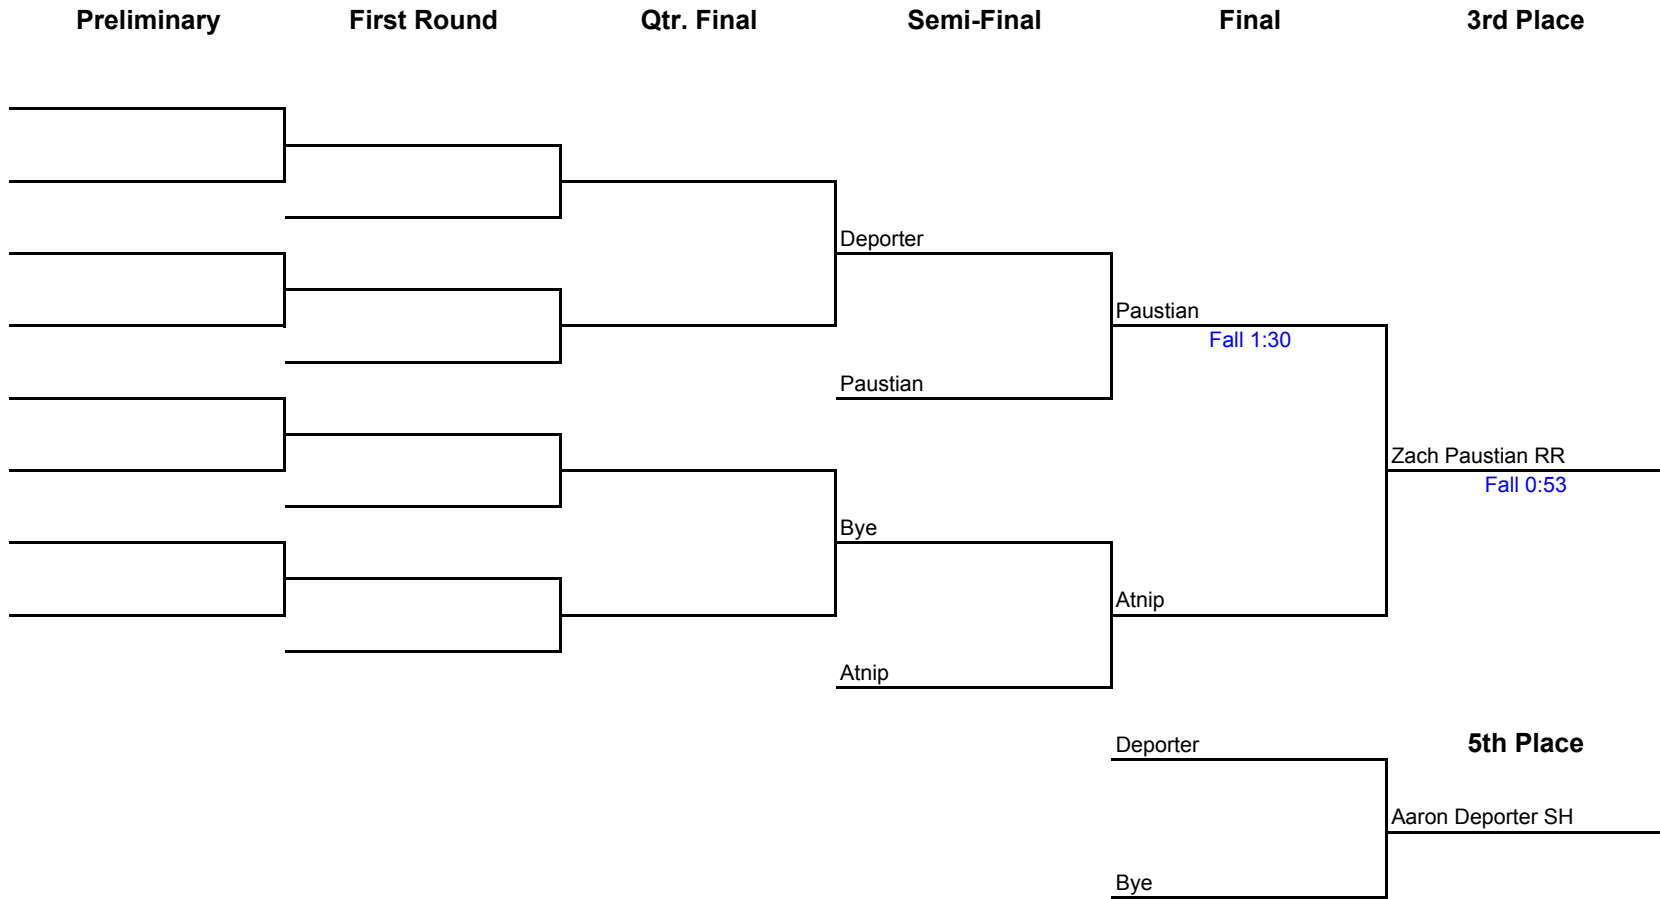 Preliminary First Round Qtr. Final Semi-Final Final 3rd Place
Deporter
Paustian
Fall 1:30
Paustian
Zach Paustian RR
Fall 0:53
Bye
Atnip
Atnip
Deporter 5th Place
Aaron Deporter SH
Bye